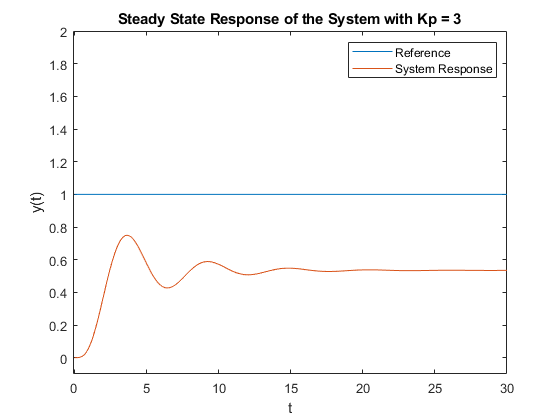 Steady State Response of the System with Kp = 3
2
1.8
1.6
1.4
1.2
1
0.8
0.6
0.4
0.2
0
y(t)
Reference
System Response
0 5 10 15 20 25 30
t